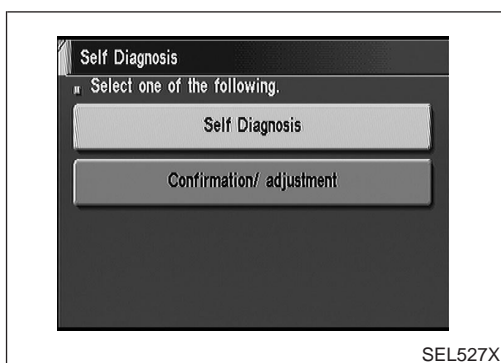 Self Diagnosis
Select one of the following.
Self Diagnosis
Confirmation/ adjustment
SEL527X